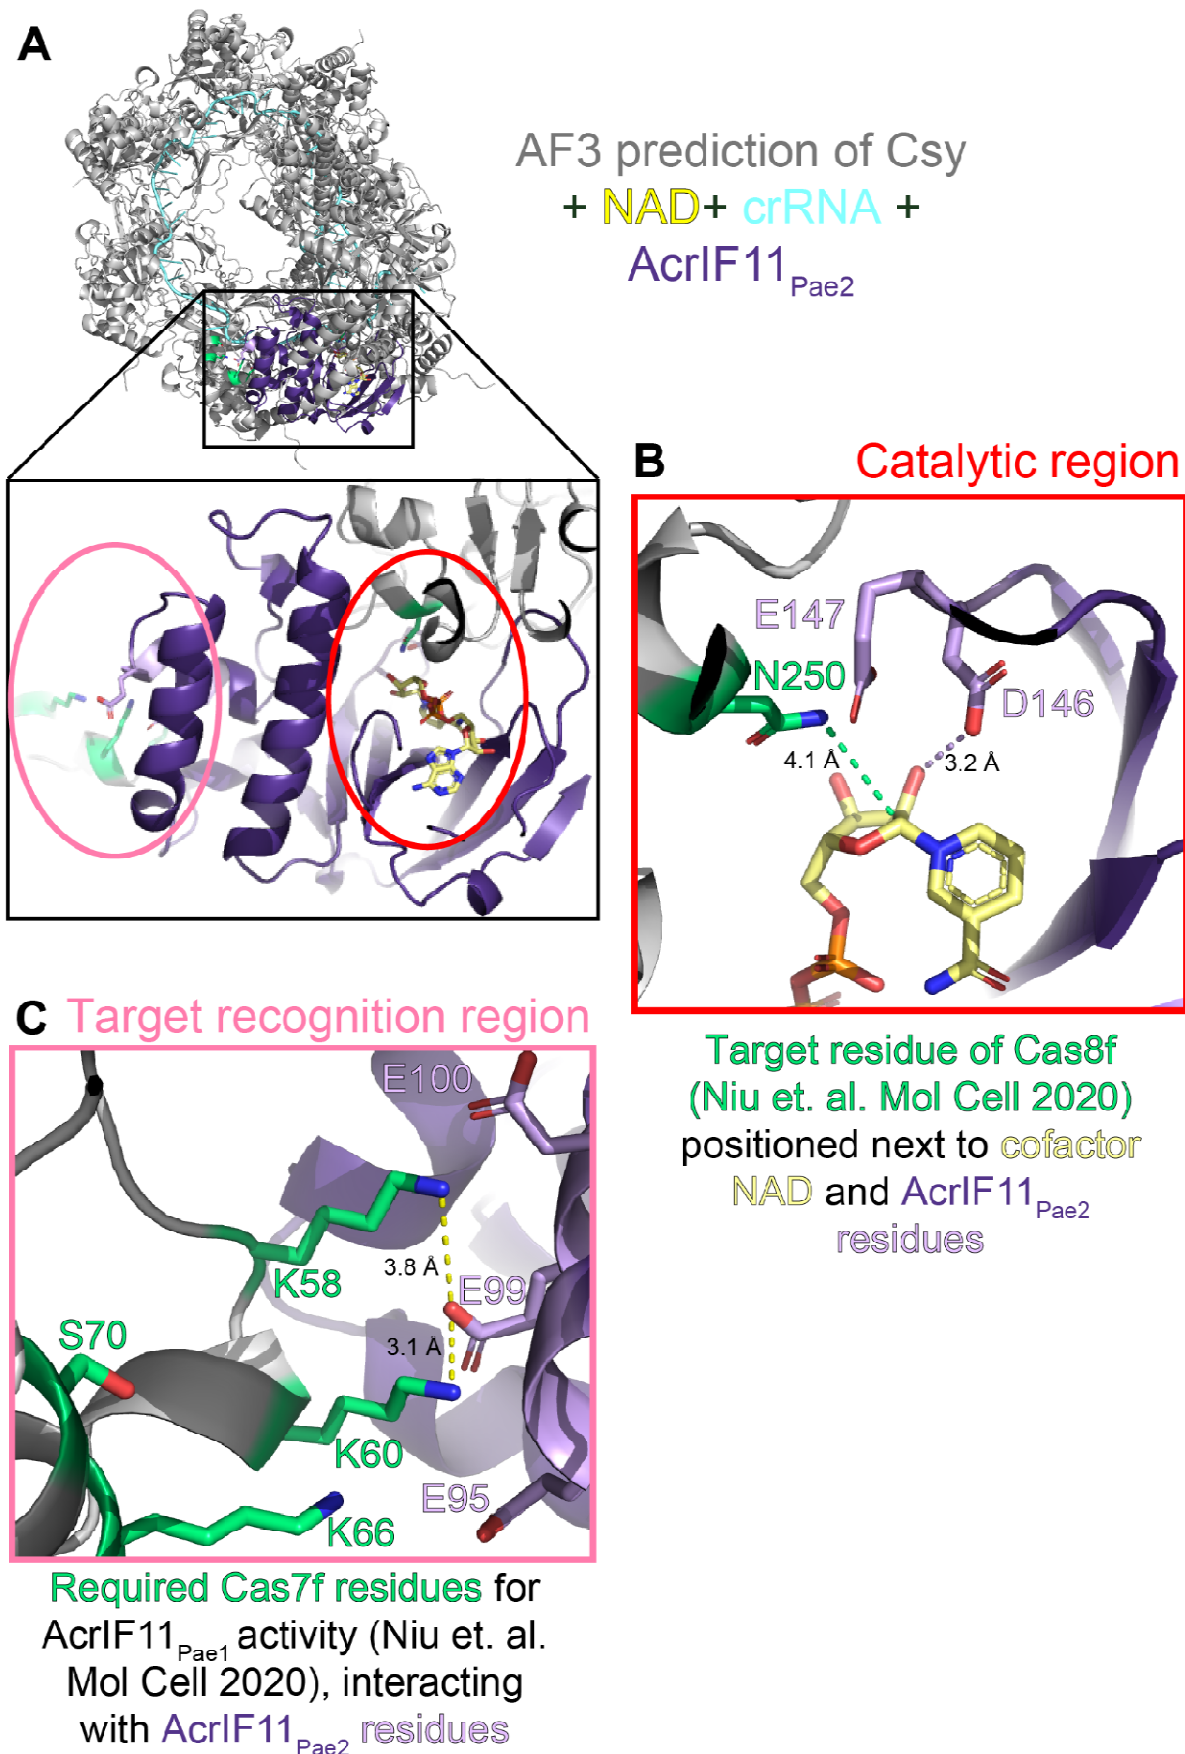 A
AF3 prediction of Csy
+ NAD+ crRNA +
AcrIF11Pae2
B Catalytic region
E147
N250
D146
4.1 Å
3.2 Å
Target residue of Cas8f
(Niu et. al. Mol Cell 2020)
positioned next to cofactor
NAD and AcrIF11Pae2
residues
C Target recognition region
E100
K58
3.8 Å
E99
S70
3.1 Å
K60
E95
K66
Required Cas7f residues for
AcrIF11Pae1 activity (Niu et. al.
Mol Cell 2020), interacting
with AcrIF11Pae2 residues